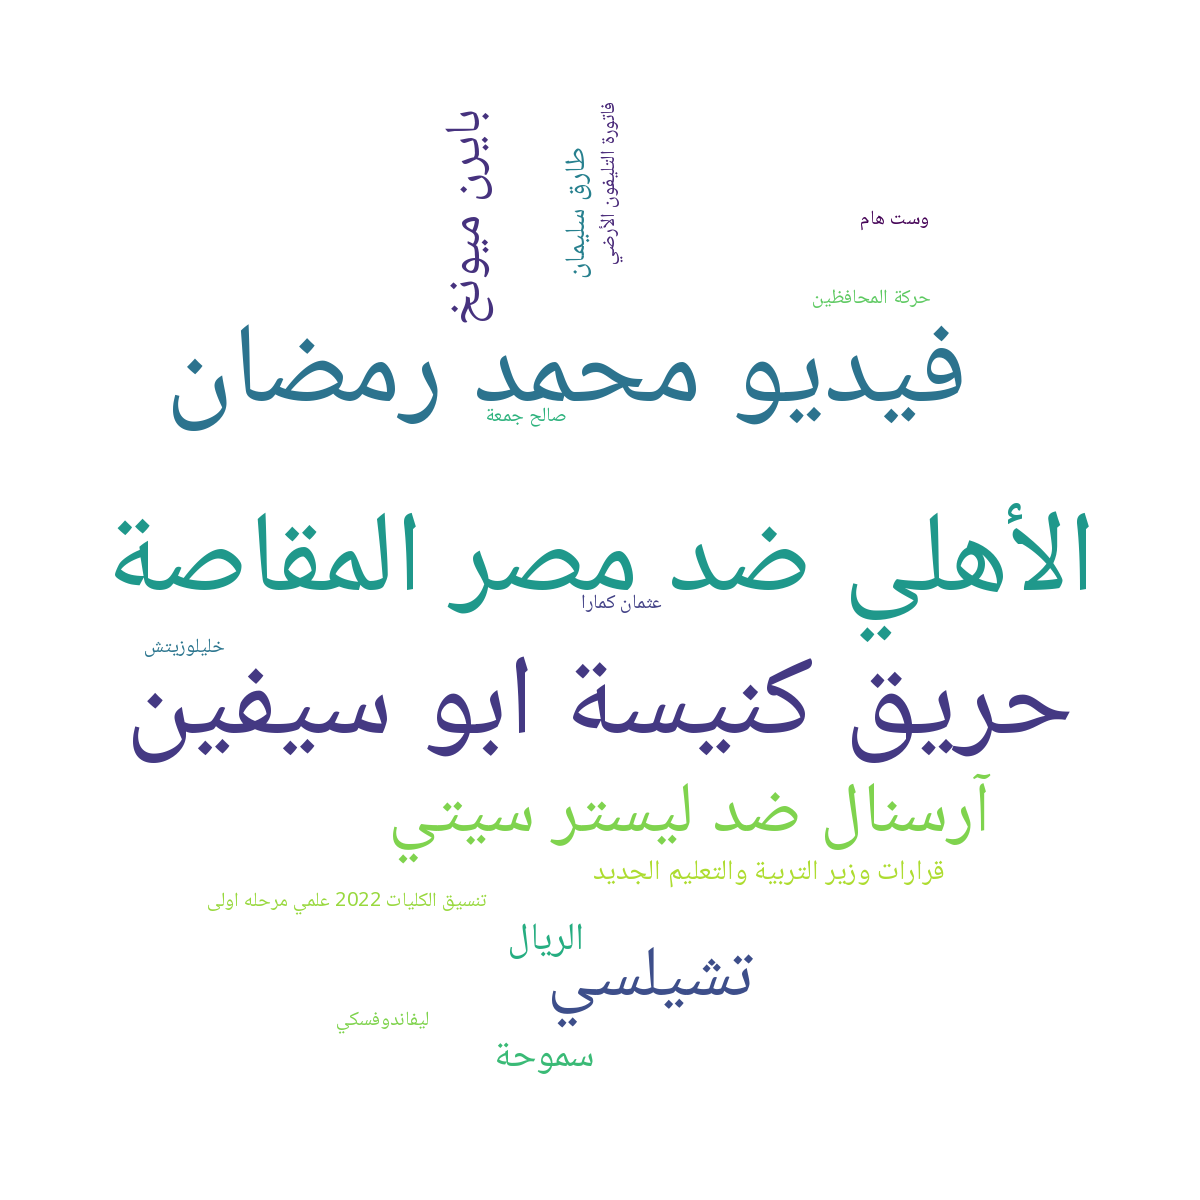 بايرن ميونخ
طارق سليمان
فاتورة التليفون الأرضي
وست هام
حركة المحافظين
فيديو محمد رمضان
صالح جمعة
الأهلي ضد مصر المقاصة
عثمان كمارا
خليلوزيتش
حريق كنيسة ابو سيفين
آرسنال ضد ليستر سيتي
قرارات وزير التربية والتعليم الجديد
تنسيق الكليات 2022 علمي مرحله اولى
الريال
تشيلسي
ليفاندوفسكي
سموحة